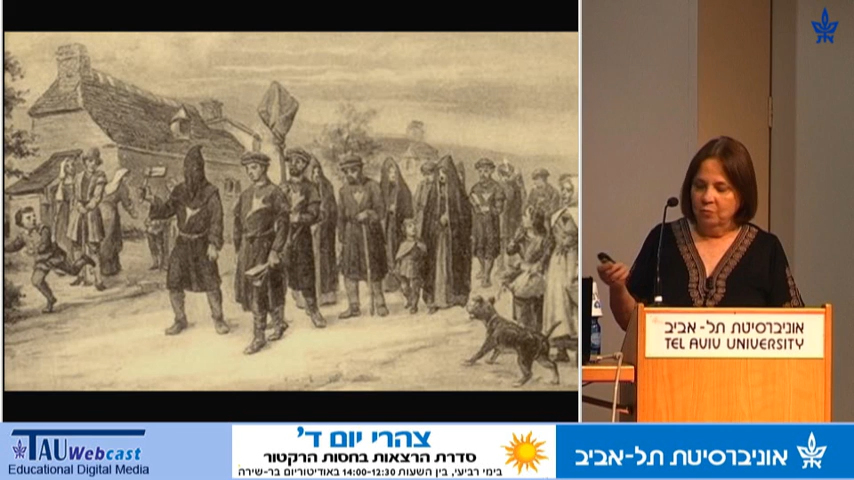 אוניברסיטת תל-אביב
TEL AVIV UNIVERSITY
TAU Webcast
Educational Digital Media
צהרי יום ד'
סדרת הרצאות בחסות הרקטור
בימי רביעי, בין השעות 14:00-12:30 באודיטוריום בר-שירה
אוניברסיטת תל-אביב